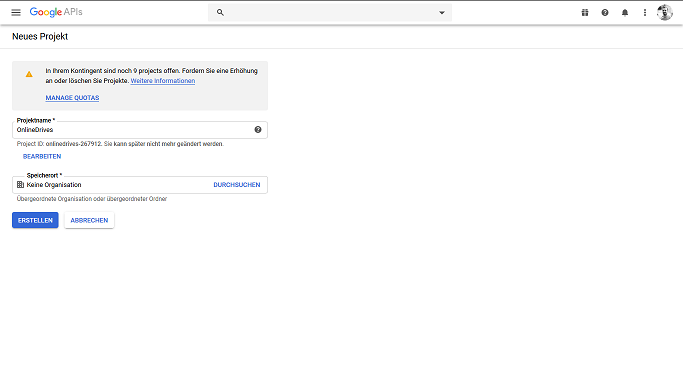 Google APIs
Neues Projekt
In Ihrem Kontingent sind noch 9 projects offen. Fordern Sie eine Erhöhung
an oder löschen Sie Projekte. Weitere Informationen
MANAGE QUOTAS
Projektname *
OnlineDrives
Project ID: onlinedrives-267912. Sie kann später nicht mehr geändert werden.
BEARBEITEN
Speicherort *
Keine Organisation
DURCHSUCHEN
Übergeordnete Organisation oder übergeordneter Ordner
ERSTELLEN
ABBRECHEN